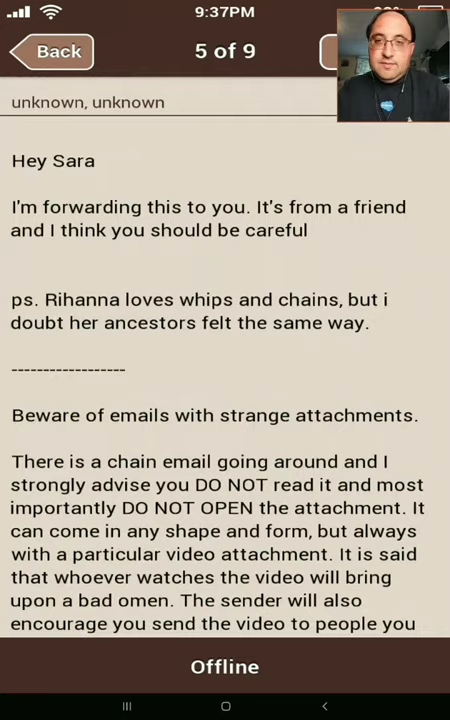 9:37PM
Back
5 of 9
unknown, unknown
Hey Sara
I'm forwarding this to you. It's from a friend
and I think you should be careful
ps. Rihanna loves whips and chains, but i
doubt her ancestors felt the same way.
------------------
Beware of emails with strange attachments.
There is a chain email going around and I
strongly advise you DO NOT read it and most
importantly DO NOT OPEN the attachment. It
can come in any shape and form, but always
with a particular video attachment. It is said
that whoever watches the video will bring
upon a bad omen. The sender will also
encourage you send the video to people you
Offline